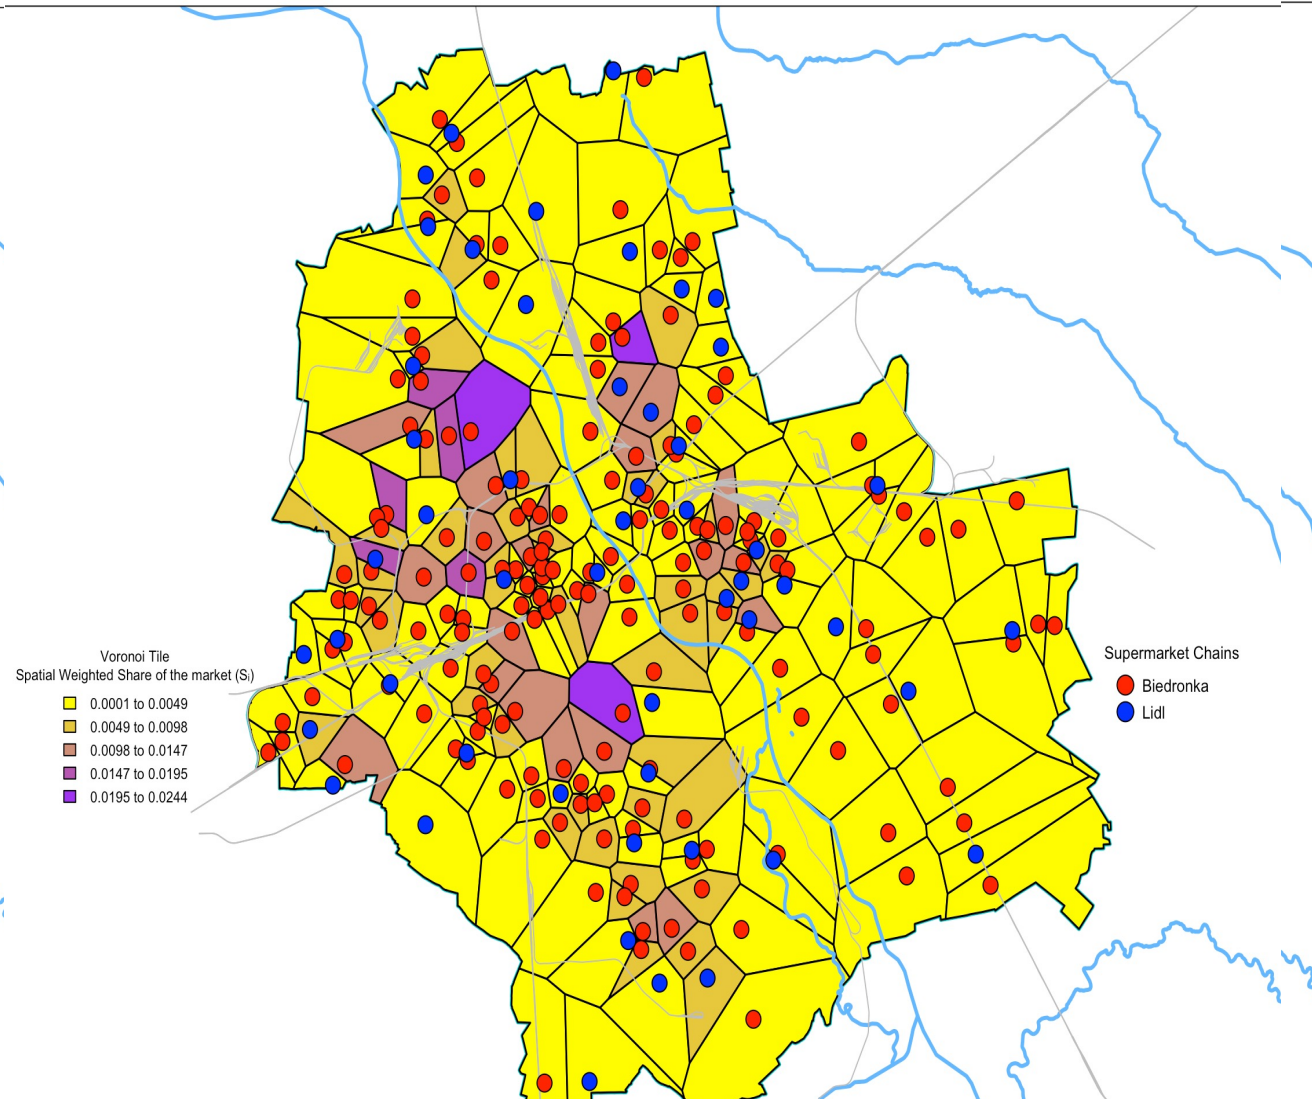 Voronoi Tile
Spatial Weighted Share of the market (Sᵢ)
0.0001 to 0.0049
0.0049 to 0.0098
0.0098 to 0.0147
0.0147 to 0.0195
0.0195 to 0.0244
Supermarket Chains
Biedronka
Lidl